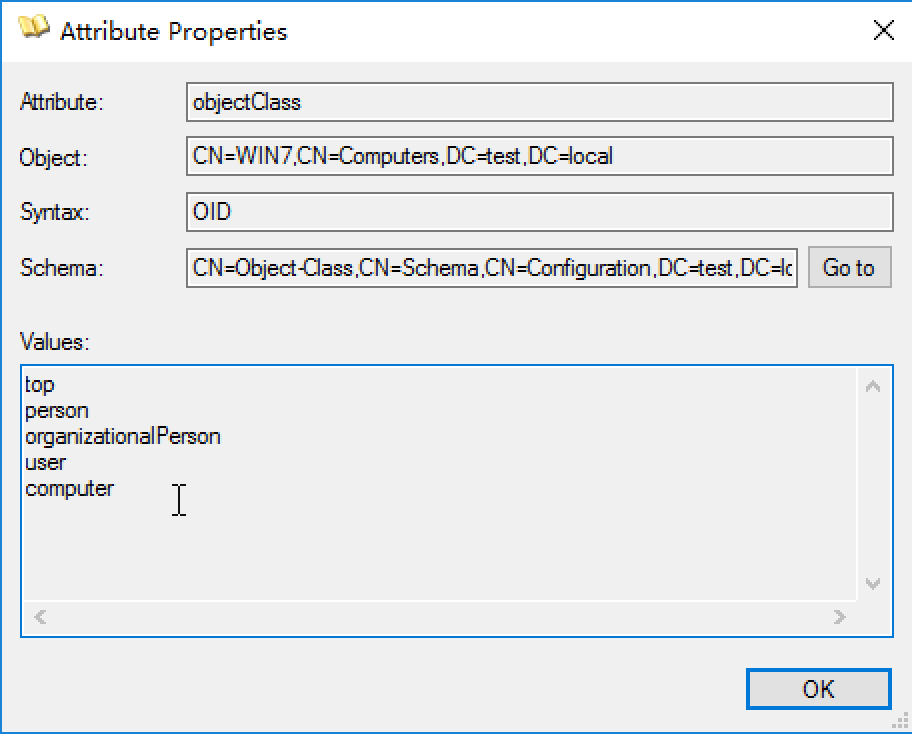 Attribute Properties
Attribute: objectClass
Object: CN=WIN7,CN=Computers,DC=test,DC=local
Syntax: OID
Schema: CN=Object-Class,CN=Schema,CN=Configuration,DC=test,DC=lc Go to
Values:
top
person
organizationalPerson
user
computer
OK